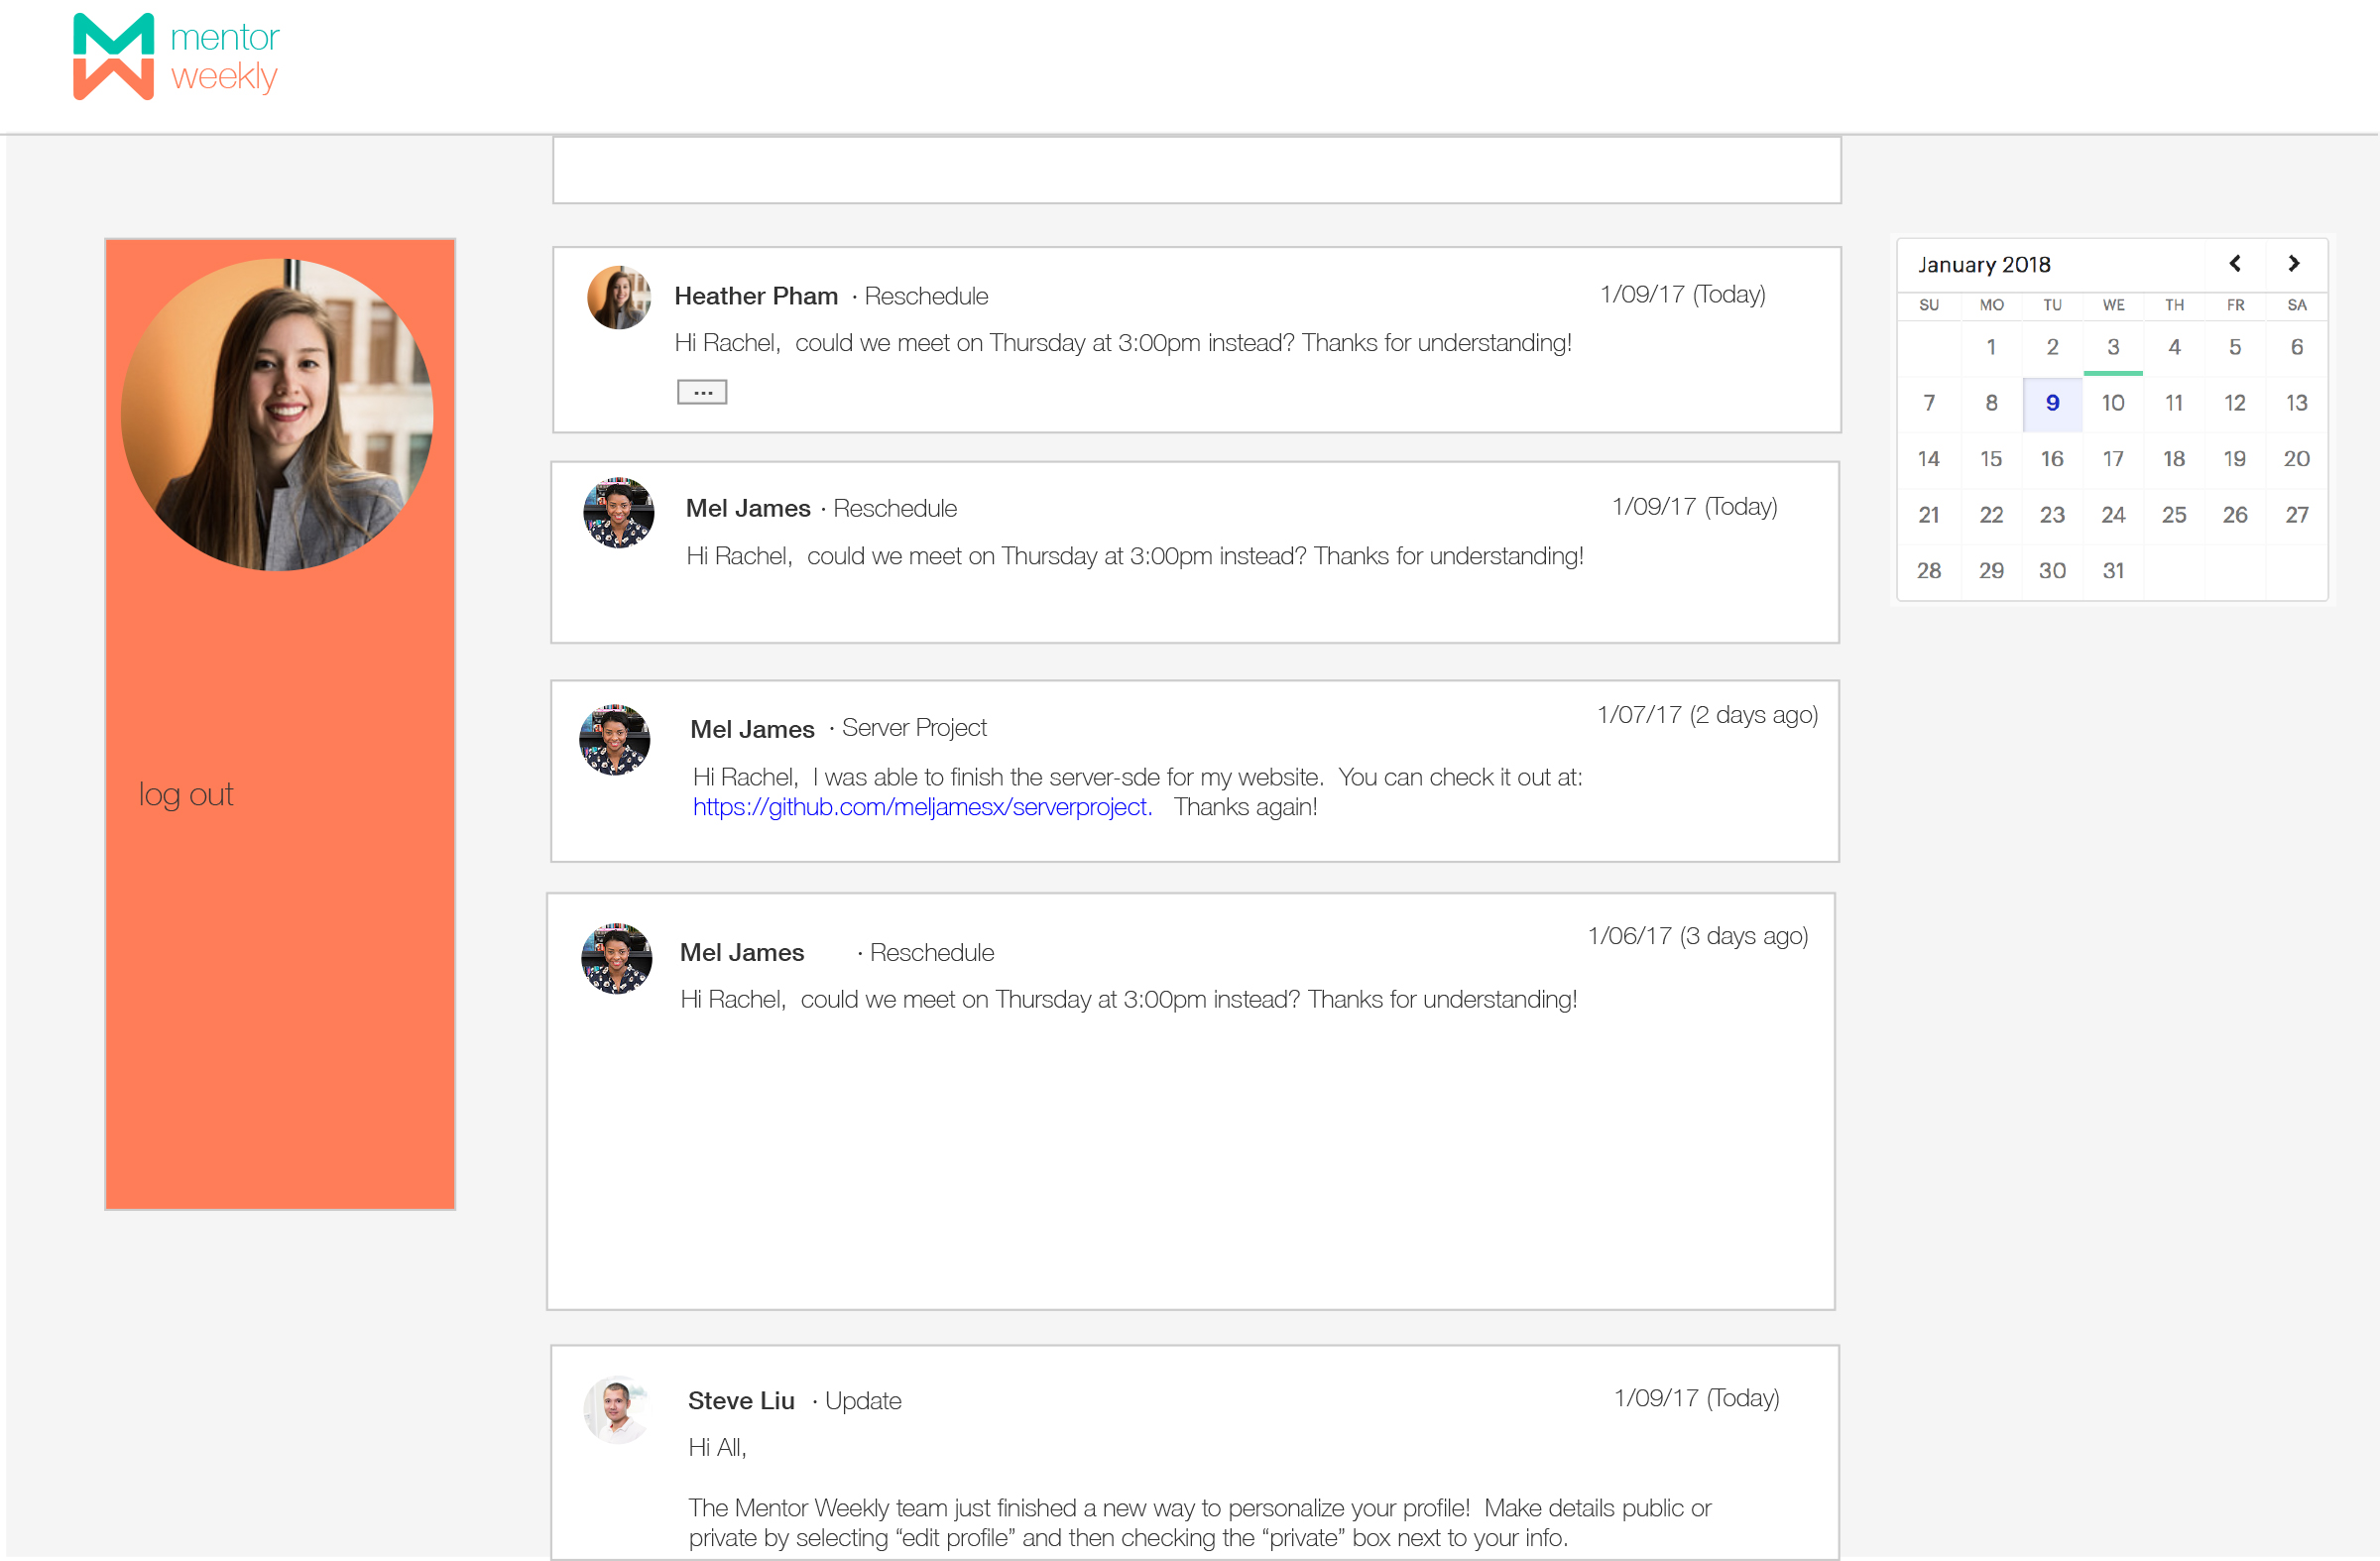 mentor
weekly
Heather Pham · Reschedule 1/09/17 (Today)
Hi Rachel, could we meet on Thursday at 3:00pm instead? Thanks for understanding!
...
Mel James · Reschedule 1/09/17 (Today)
Hi Rachel, could we meet on Thursday at 3:00pm instead? Thanks for understanding!
Mel James · Server Project 1/07/17 (2 days ago)
Hi Rachel, I was able to finish the server-sde for my website. You can check it out at:
https://github.com/meljamesx/serverproject. Thanks again!
Mel James · Reschedule 1/06/17 (3 days ago)
Hi Rachel, could we meet on Thursday at 3:00pm instead? Thanks for understanding!
Steve Liu · Update 1/09/17 (Today)
Hi All,
The Mentor Weekly team just finished a new way to personalize your profile! Make details public or
private by selecting “edit profile” and then checking the “private” box next to your info.
log out
January 2018
SU MO TU WE TH FR SA
1 2 3 4 5 6
7 8 9 10 11 12 13
14 15 16 17 18 19 20
21 22 23 24 25 26 27
28 29 30 31